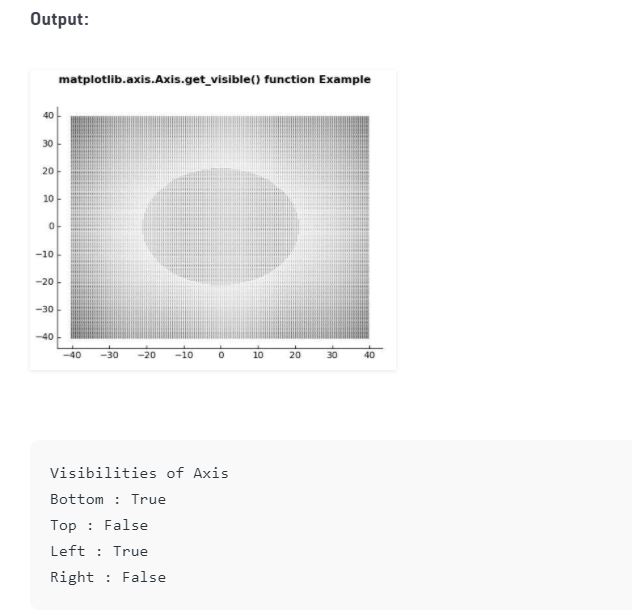 Output:
matplotlib.axis.Axis.get_visible() function Example
40
30
20
10
0
−10
−20
−30
−40
−40 −30 −20 −10 0 10 20 30 40
Visibilities of Axis
Bottom : True
Top : False
Left : True
Right : False